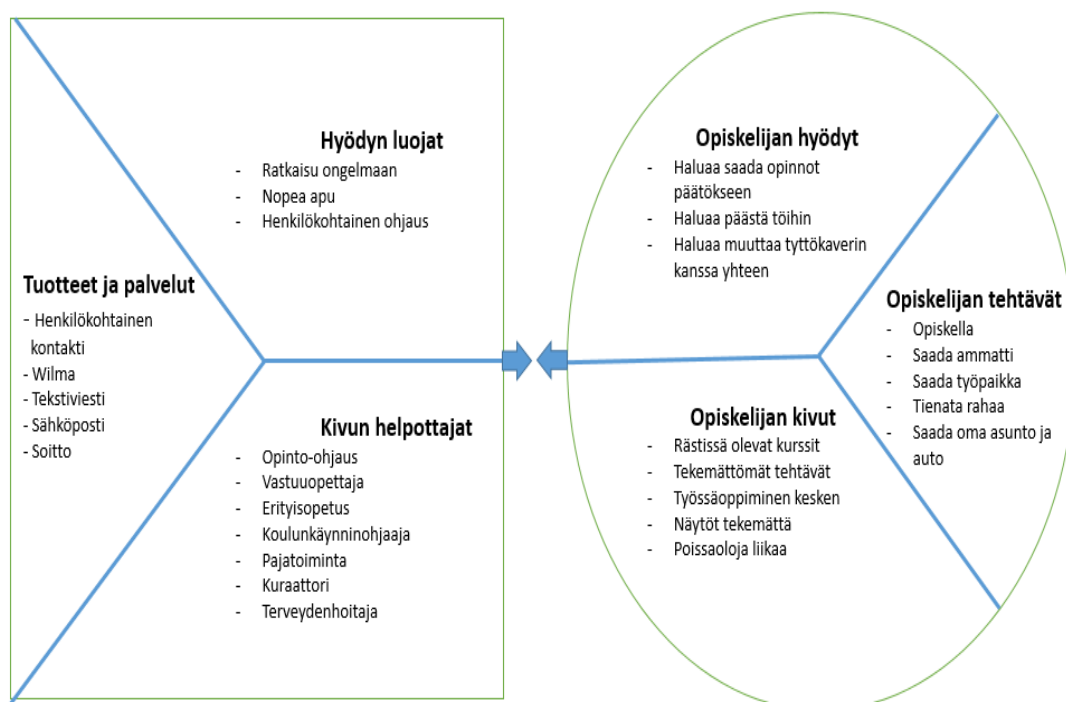 Hyödyn luojat
- Ratkaisu ongelmaan
- Nopea apu
- Henkilökohtainen ohjaus
Tuotteet ja palvelut
- Henkilökohtainen
kontakti
- Wilma
- Tekstiviesti
- Sähköposti
- Soitto
Kivun helpottajat
- Opinto-ohjaus
- Vastuuopettaja
- Erityisopetus
- Koulunkäynninohjaaja
- Pajatoiminta
- Kuraattori
- Terveydenhoitaja
Opiskelijan hyödyt
- Haluaa saada opinnot
päätökseen
- Haluaa päästä töihin
- Haluaa muuttaa tyttökaverin
kanssa yhteen
Opiskelijan tehtävät
- Opiskella
- Saada ammatti
- Saada työpaikka
- Tienata rahaa
- Saada oma asunto ja
auto
Opiskelijan kivut
- Rästissä olevat kurssit
- Tekemättömät tehtävät
- Työssäoppiminen kesken
- Näytöt tekemättä
- Poissaoloja liikaa